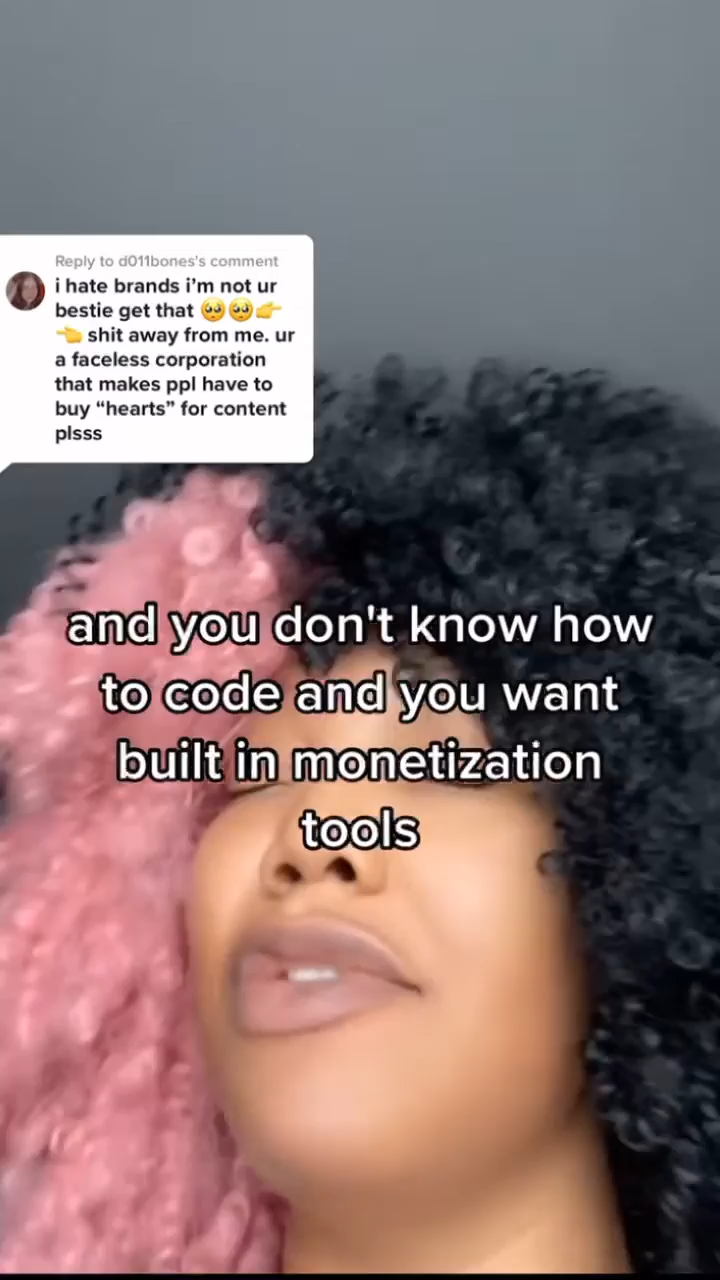 Reply to d011bones's comment
i hate brands i'm not ur
bestie get that 🥺🥺👉
👈 shit away from me. ur
a faceless corporation
that makes ppl have to
buy “hearts” for content
plsss
and you don't know how
to code and you want
built in monetization
tools